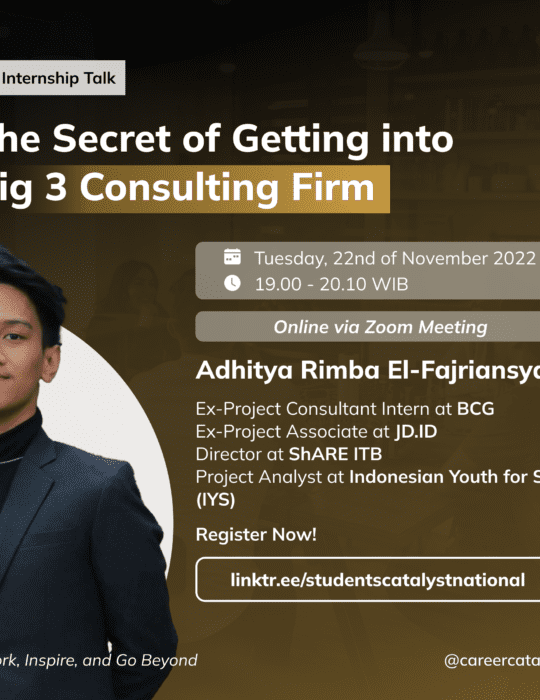 Internship Talk
he Secret of Getting into
ig 3 Consulting Firm
Tuesday, 22nd of November 2022
19.00 - 20.10 WIB
Online via Zoom Meeting
Adhitya Rimba El-Fajriansya
Ex-Project Consultant Intern at BCG
Ex-Project Associate at JD.ID
Director at ShARE ITB
Project Analyst at Indonesian Youth for S
(IYS)
Register Now!
linktr.ee/studentscatalystnational
ork, Inspire, and Go Beyond
@careercata